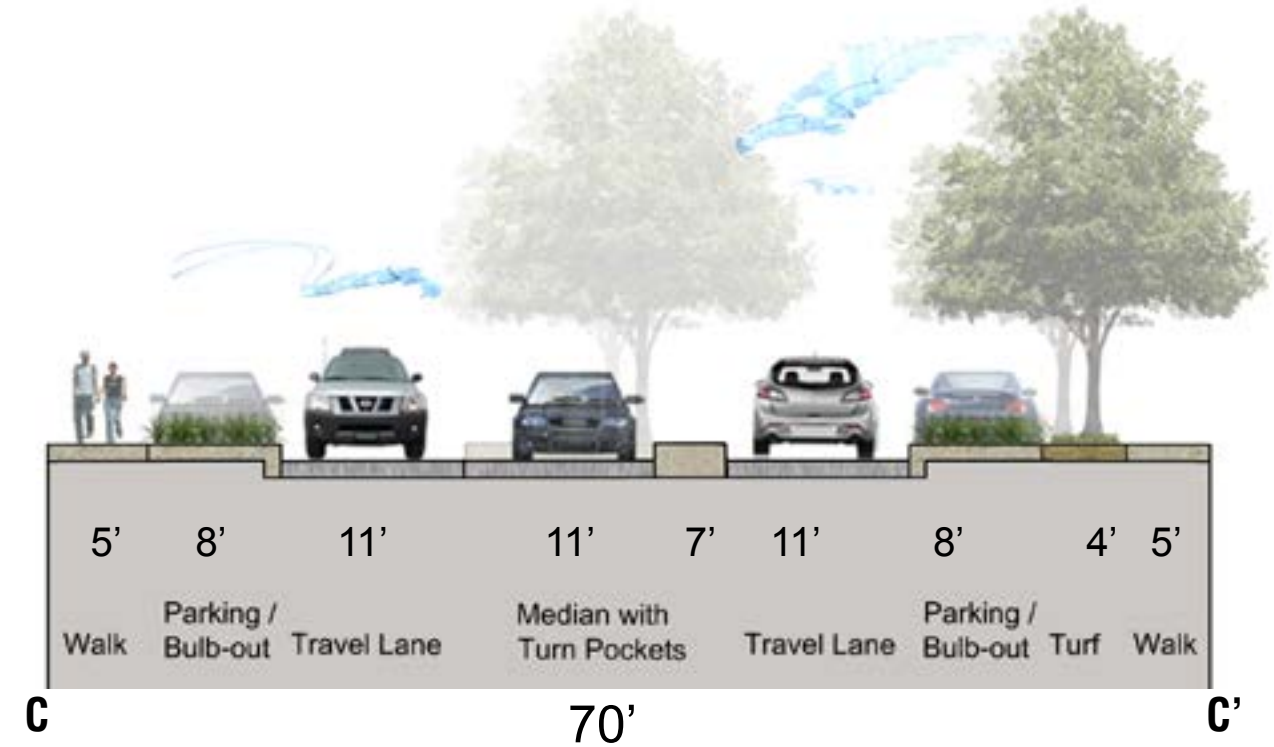 5’ 8’ 11’ 11’ 7’ 11’ 8’ 4’ 5’
Walk
Parking /
Bulb-out
Travel Lane
Median with
Turn Pockets
Travel Lane
Parking /
Bulb-out
Turf
Walk
C 70’ C’